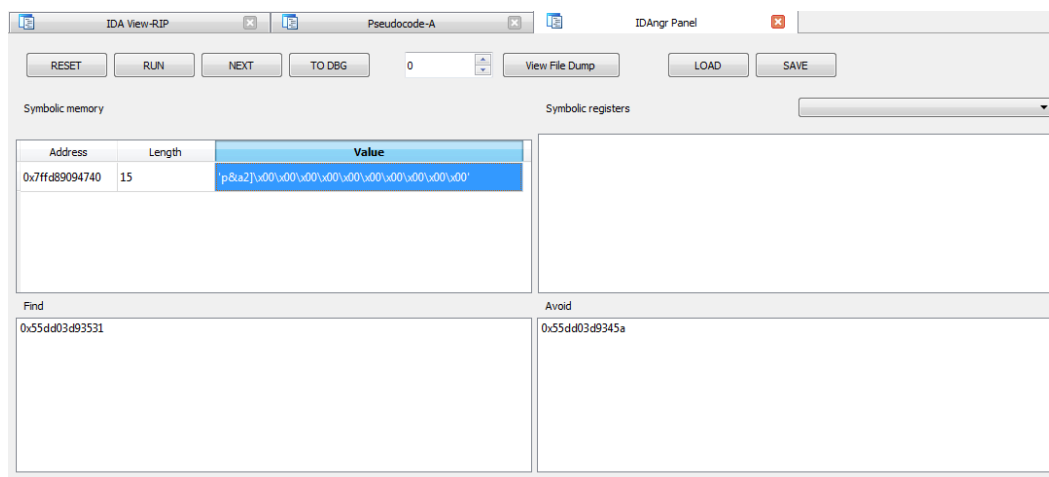 IDA View-RIP Pseudocode-A IDAngr Panel
RESET RUN NEXT TO DBG 0 View File Dump LOAD SAVE
Symbolic memory Symbolic registers
Address Length Value
0x7ffd89094740 15 'p&a2]\x00\x00\x00\x00\x00\x00\x00\x00\x00\x00'
Find Avoid
0x55dd03d93531 0x55dd03d9345a